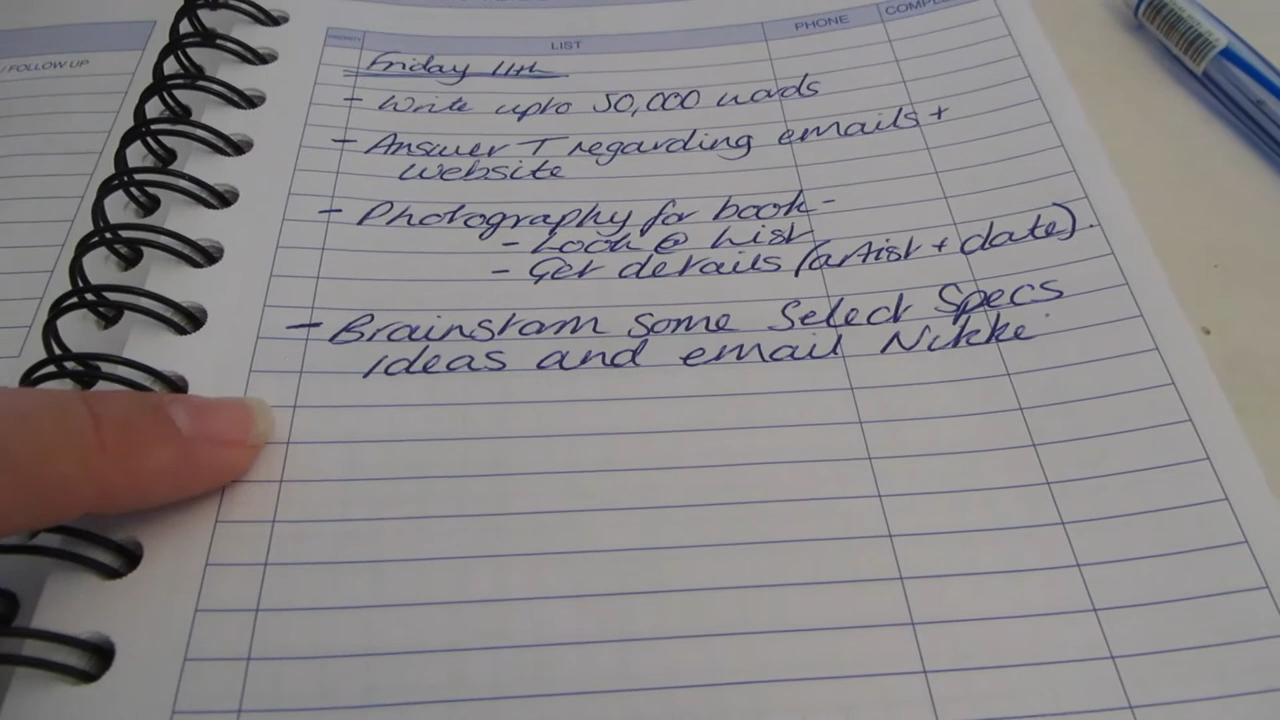 / FOLLOW UP
PRIORITY LIST PHONE
Friday 11th
- Write upto 50,000 words
- Answer T regarding emails +
website
- Photography for book -
- Look @ List
- Get details (artist + date).
- Brainstorm some Select Specs
ideas and email Nikke